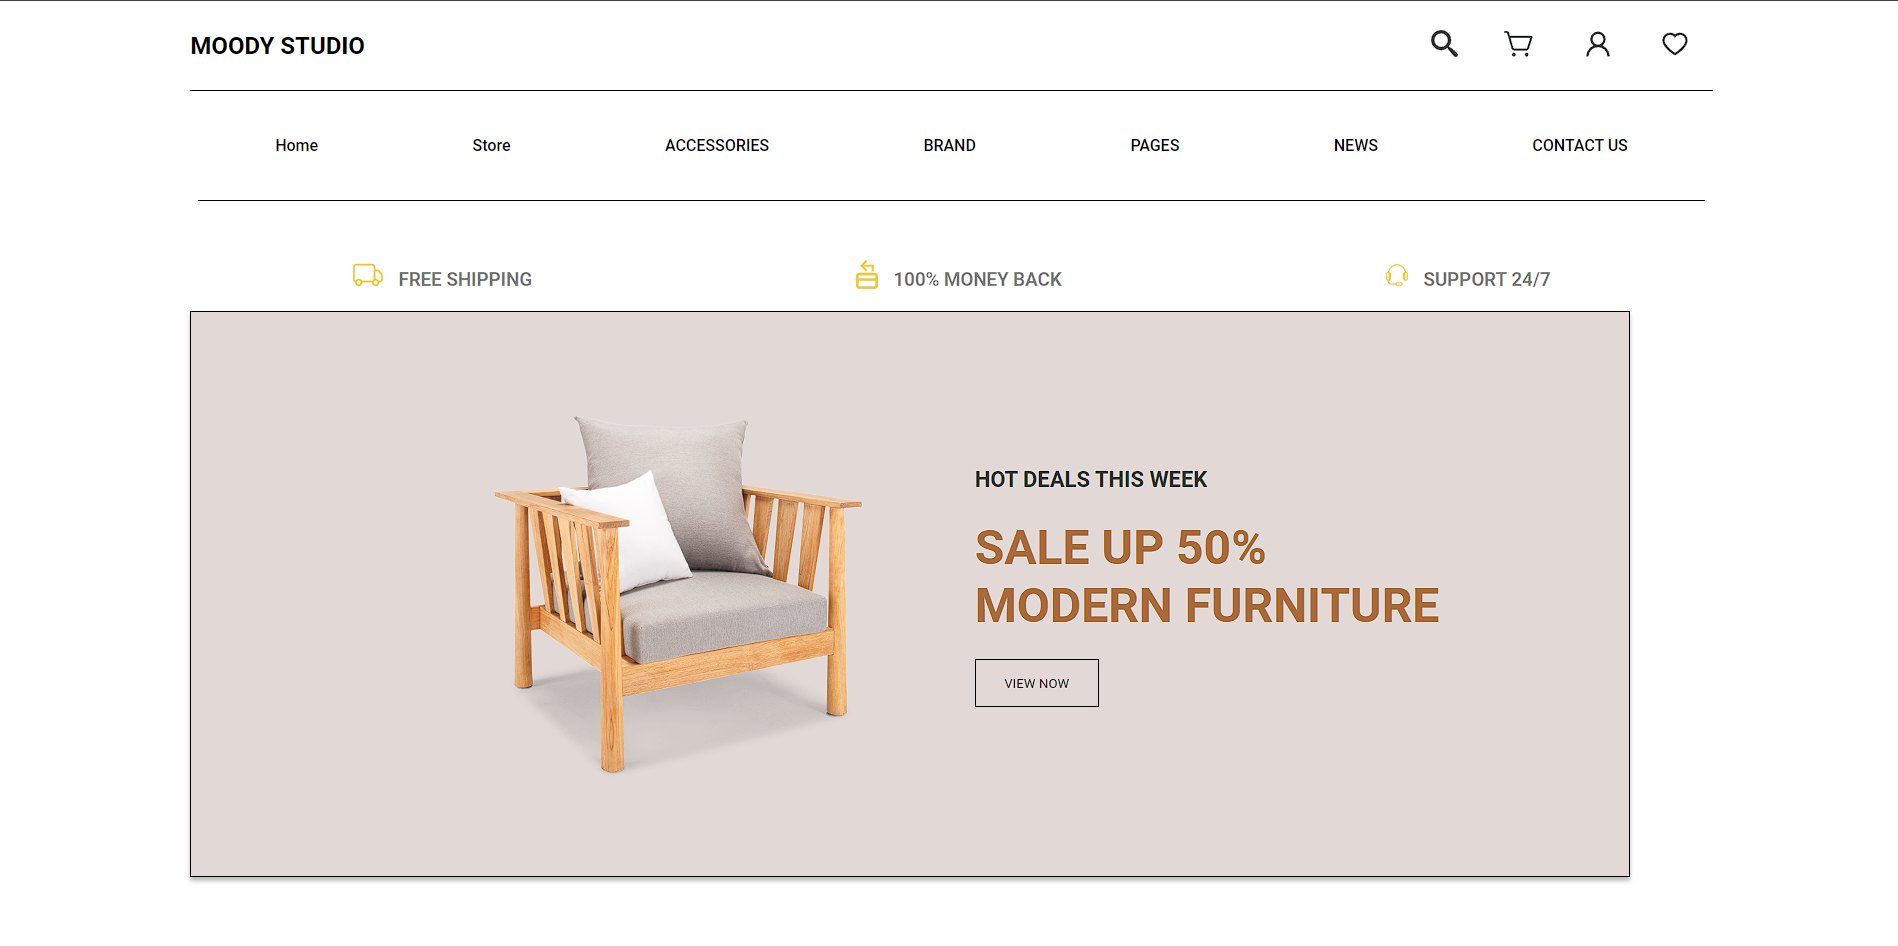 MOODY STUDIO
Home Store ACCESSORIES BRAND PAGES NEWS CONTACT US
FREE SHIPPING 100% MONEY BACK SUPPORT 24/7
HOT DEALS THIS WEEK
SALE UP 50%
MODERN FURNITURE
VIEW NOW